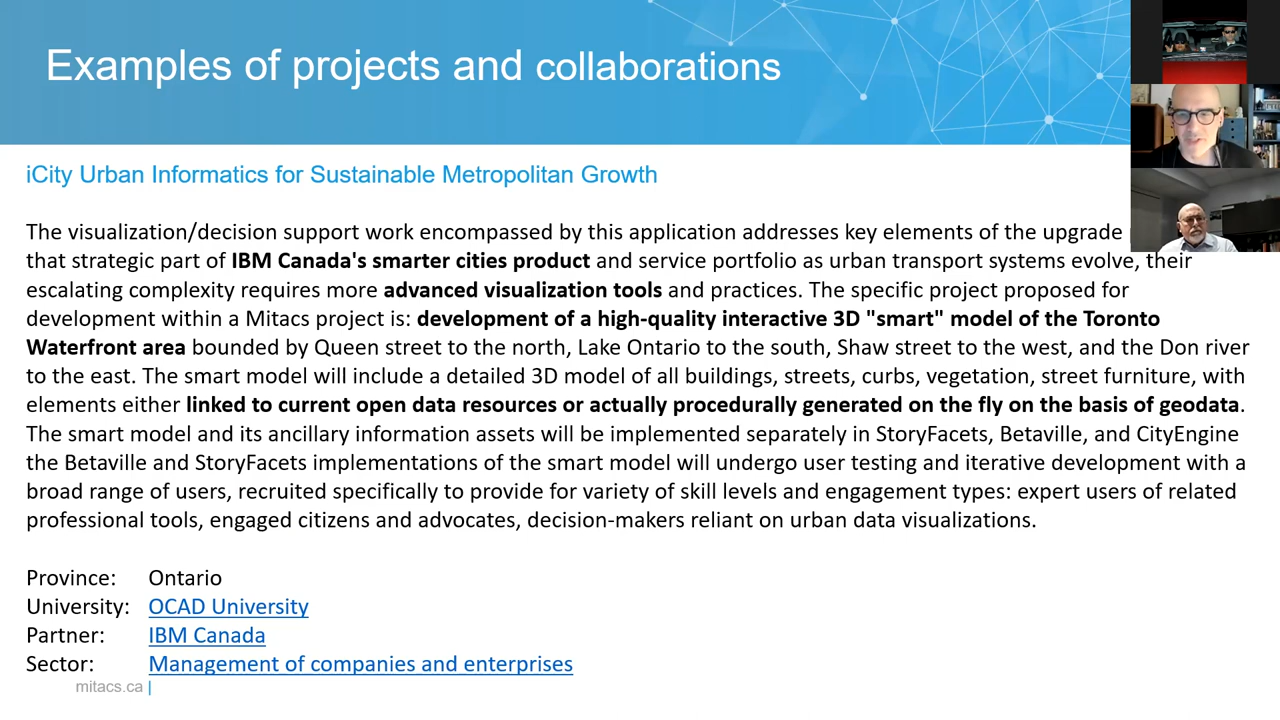 Examples of projects and collaborations
iCity Urban Informatics for Sustainable Metropolitan Growth
The visualization/decision support work encompassed by this application addresses key elements of the upgrade
that strategic part of IBM Canada's smarter cities product and service portfolio as urban transport systems evolve, their
escalating complexity requires more advanced visualization tools and practices. The specific project proposed for
development within a Mitacs project is: development of a high-quality interactive 3D "smart" model of the Toronto
Waterfront area bounded by Queen street to the north, Lake Ontario to the south, Shaw street to the west, and the Don river
to the east. The smart model will include a detailed 3D model of all buildings, streets, curbs, vegetation, street furniture, with
elements either linked to current open data resources or actually procedurally generated on the fly on the basis of geodata.
The smart model and its ancillary information assets will be implemented separately in StoryFacets, Betaville, and CityEngine
the Betaville and StoryFacets implementations of the smart model will undergo user testing and iterative development with a
broad range of users, recruited specifically to provide for variety of skill levels and engagement types: expert users of related
professional tools, engaged citizens and advocates, decision-makers reliant on urban data visualizations.
Province: Ontario
University: OCAD University
Partner: IBM Canada
Sector: Management of companies and enterprises
mitacs.ca |